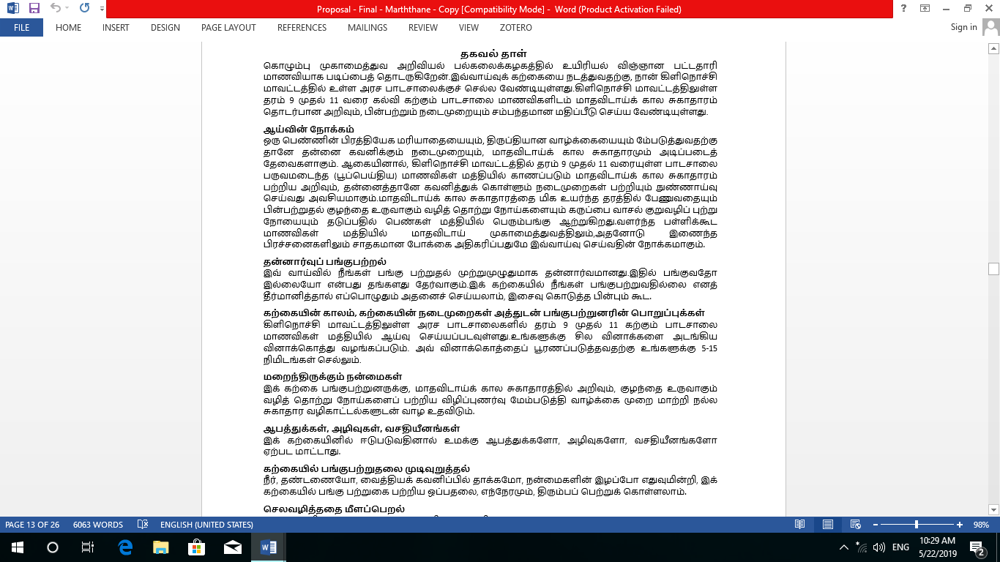 Proposal - Final - Marththane - Copy [Compatibility Mode] - Word (Product Activation Failed)
FILE HOME INSERT DESIGN PAGE LAYOUT REFERENCES MAILINGS REVIEW VIEW ZOTERO Sign in
தகவல் தாள்
கொழும்பு முகாமைத்துவ அறிவியல் பல்கலைக்கழகத்தில் உயிரியல் விஞ்ஞான பட்டதாரி
மாணவியாக படிப்பைத் தொடருகிறேன்.இவ்வாய்வுக் கற்கையை நடத்துவதற்கு, நான் கிளிநொச்சி
மாவட்டத்தில் உள்ள அரச பாடசாலைக்குச் செல்ல வேண்டியுள்ளது.கிளிநொச்சி மாவட்டத்திலுள்ள
தரம் 9 முதல் 11 வரை கல்வி கற்கும் பாடசாலை மாணவிகளிடம் மாதவிடாய்க் கால சுகாதாரம்
தொடர்பான அறிவும், பின்பற்றும் நடைமுறையும் சம்பந்தமான மதிப்பீடு செய்ய வேண்டியுள்ளது.
ஆய்வின் நோக்கம்
ஒரு பெண்ணின் பிரத்தியேக மரியாதையையும், திருப்தியான வாழ்க்கையையும் மேம்படுத்துவதற்கு
தானே தன்னை கவனிக்கும் நடைமுறையும், மாதவிடாய்க் கால சுகாதாரமும் அடிப்படைத்
தேவைகளாகும். ஆகையினால், கிளிநொச்சி மாவட்டத்தில் தரம் 9 முதல் 11 வரையுள்ள பாடசாலை
பருவமடைந்த (பூப்பெய்திய) மாணவிகள் மத்தியில் காணப்படும் மாதவிடாய்க் கால சுகாதாரம்
பற்றிய அறிவும், தன்னைத்தானே கவனித்துக் கொள்ளும் நடைமுறைகள் பற்றியும் நுண்ணாய்வு
செய்வது அவசியமாகும்.மாதவிடாய்க் கால சுகாதாரத்தை மிக உயர்ந்த தரத்தில் பேணுவதையும்
பின்பற்றுதல் குழந்தை உருவாகும் வழித் தொற்று நோய்களையும் கருப்பை வாசல் குறுவழிப் புற்று
நோயையும் தடுப்பதில் பெண்கள் மத்தியில் பெரும்பங்கு ஆற்றுகிறது.வளர்ந்த பள்ளிக்கூட
மாணவிகள் மத்தியில் மாதவிடாய் முகாமைத்துவத்திலும்,அதனோடு இணைந்த
பிரச்சனைகளிலும் சாதகமான போக்கை அதிகரிப்பதுமே இவ்வாய்வு செய்வதின் நோக்கமாகும்.
தன்னார்வுப் பங்குபற்றல்
இவ் வாய்வில் நீங்கள் பங்கு பற்றுதல் முற்றுமுழுதுமாக தன்னார்வமானது.இதில் பங்குவதோ
இல்லையோ என்பது தங்களது தேர்வாகும்.இக் கற்கையில் நீங்கள் பங்குபற்றுவதில்லை எனத்
தீர்மானித்தால் எப்பொழுதும் அதனைச் செய்யலாம், இசைவு கொடுத்த பின்பும் கூட.
கற்கையின் காலம், கற்கையின் நடைமுறைகள் அத்துடன் பங்குபற்றுனரின் பொறுப்புக்கள்
கிளிநொச்சி மாவட்டத்திலுள்ள அரச பாடசாலைகளில் தரம் 9 முதல் 11 கற்கும் பாடசாலை
மாணவிகள் மத்தியில் ஆய்வு செய்யப்படவுள்ளது.உங்களுக்கு சில வினாக்களை அடங்கிய
வினாக்கொத்து வழங்கப்படும். அவ் வினாக்கொத்தைப் பூரணப்படுத்தவதற்கு உங்களுக்கு 5-15
நிமிடங்கள் செல்லும்.
மறைந்திருக்கும் நன்மைகள்
இக் கற்கை பங்குபற்றுனருக்கு, மாதவிடாய்க் கால சுகாதாரத்தில் அறிவும், குழந்தை உருவாகும்
வழித் தொற்று நோய்களைப் பற்றிய விழிப்புணர்வு மேம்படுத்தி வாழ்க்கை முறை மாற்றி நல்ல
சுகாதார வழிகாட்டல்களுடன் வாழ உதவிடும்.
ஆபத்துக்கள், அழிவுகள், வசதியீனங்கள்
இக் கற்கையினில் ஈடுபடுவதினால் உமக்கு ஆபத்துக்களோ, அழிவுகளோ, வசதியீனங்களோ
ஏற்பட மாட்டாது.
கற்கையில் பங்குபற்றுதலை முடிவுறுத்தல்
நீர், தண்டணையோ, வைத்தியக் கவனிப்பில் தாக்கமோ, நன்மைகளின் இழப்போ எதுவுமின்றி, இக்
கற்கையில் பங்கு பற்றுகை பற்றிய ஒப்பதலை, எந்நேரமும், திரும்பப் பெற்றுக் கொள்ளலாம்.
செலவழித்ததை மீளப்பெறல்
PAGE 13 OF 26 6063 WORDS ENGLISH (UNITED STATES) 98%
ENG 10:29 AM
5/22/2019 2